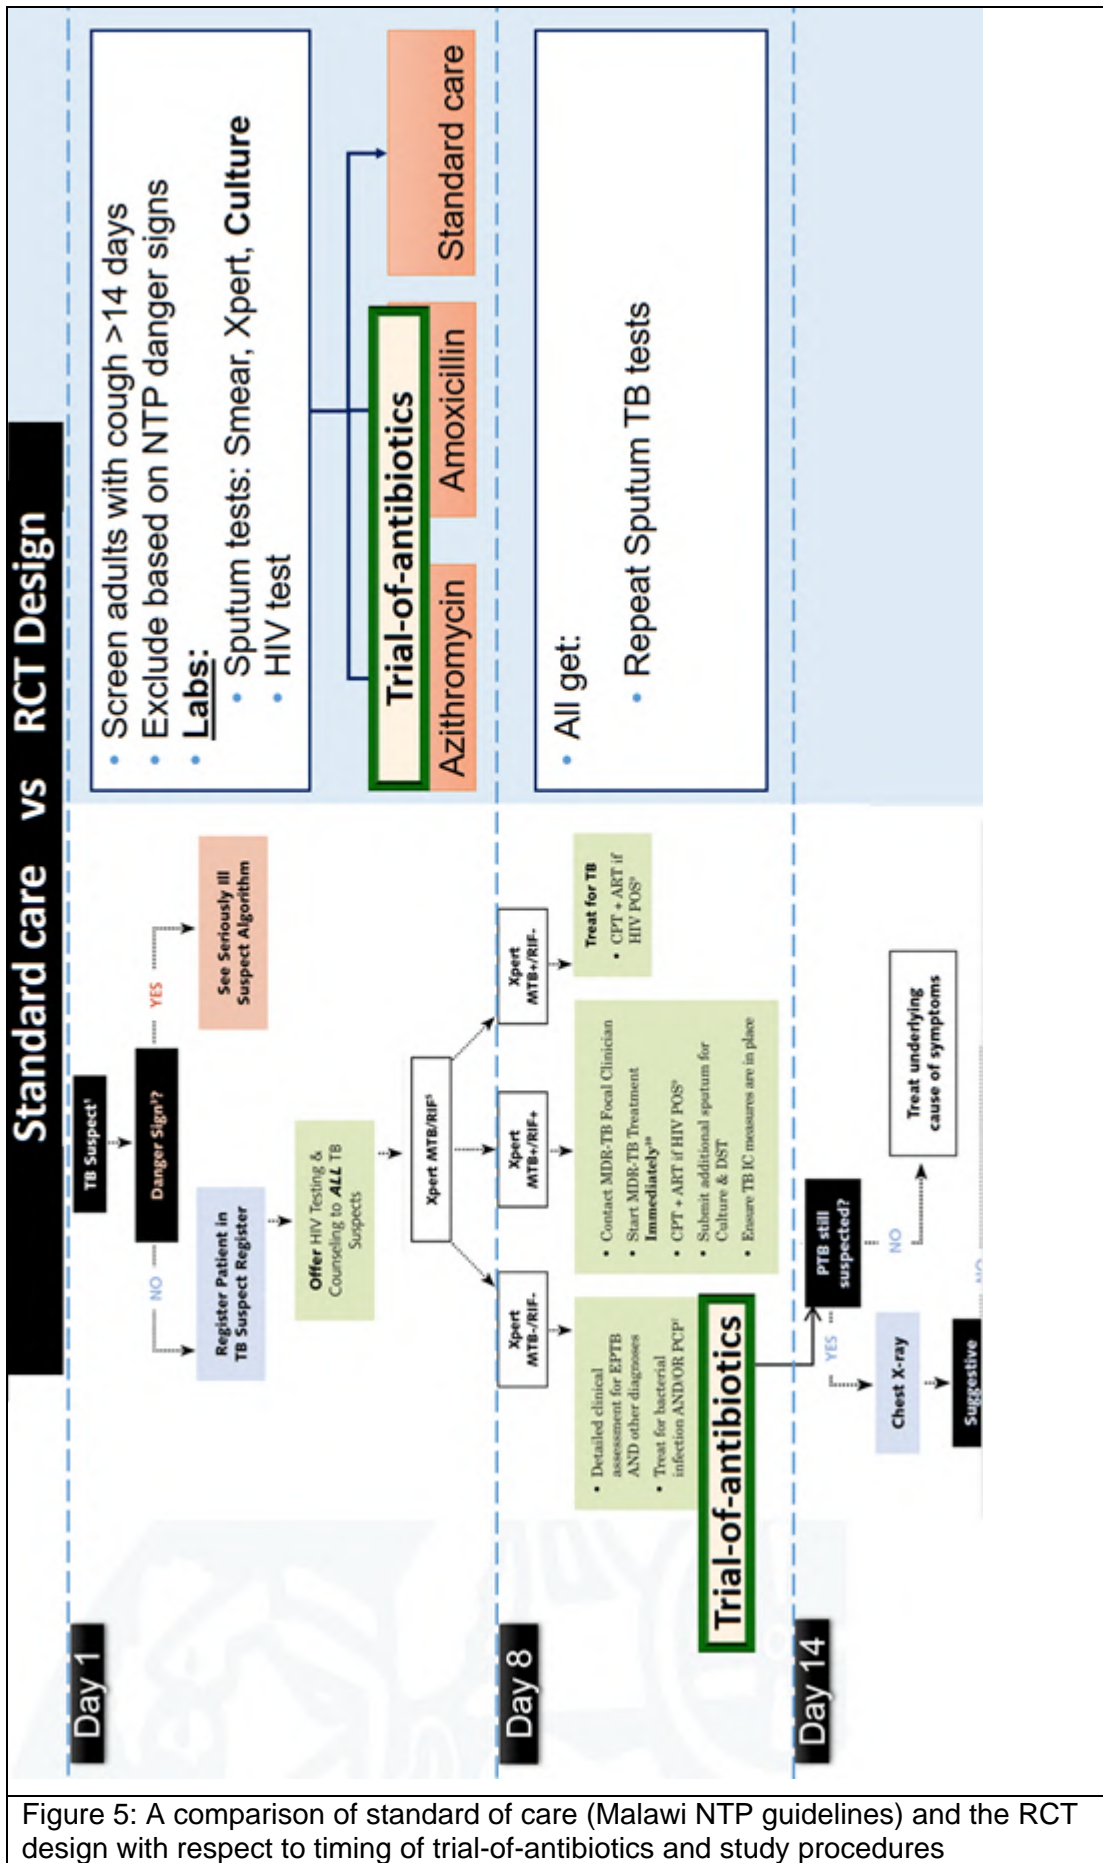 Standard care vs RCT Design
Day 1
TB Suspect¹
Danger Sign¹?
NO
YES
Register Patient in
TB Suspect Register
See Seriously Ill
Suspect Algorithm
Offer HIV Testing &
Counseling to ALL TB
Suspects
Xpert MTB/RIF⁵
Day 8
Xpert
MTB-/RIF-
Xpert
MTB+/RIF+
Xpert
MTB+/RIF-
• Detailed clinical
assessment for EPTB
AND other diagnoses
• Treat for bacterial
infection AND/OR PCP⁷
Trial-of-antibiotics
• Contact MDR-TB Focal Clinician
• Start MDR-TB Treatment
Immediately¹⁰
• CPT + ART if HIV POS⁹
• Submit additional sputum for
Culture & DST
• Ensure TB IC measures are in place
Treat for TB
• CPT + ART if
HIV POS⁹
Day 14
PTB still
suspected?
YES
NO
Chest X-ray
Treat underlying
cause of symptoms
Suggestive
NO
• Screen adults with cough >14 days
• Exclude based on NTP danger signs
• Labs:
• Sputum tests: Smear, Xpert, Culture
• HIV test
Trial-of-antibiotics
Azithromycin
Amoxicillin
Standard care
• All get:
• Repeat Sputum TB tests
Figure 5: A comparison of standard of care (Malawi NTP guidelines) and the RCT
design with respect to timing of trial-of-antibiotics and study procedures